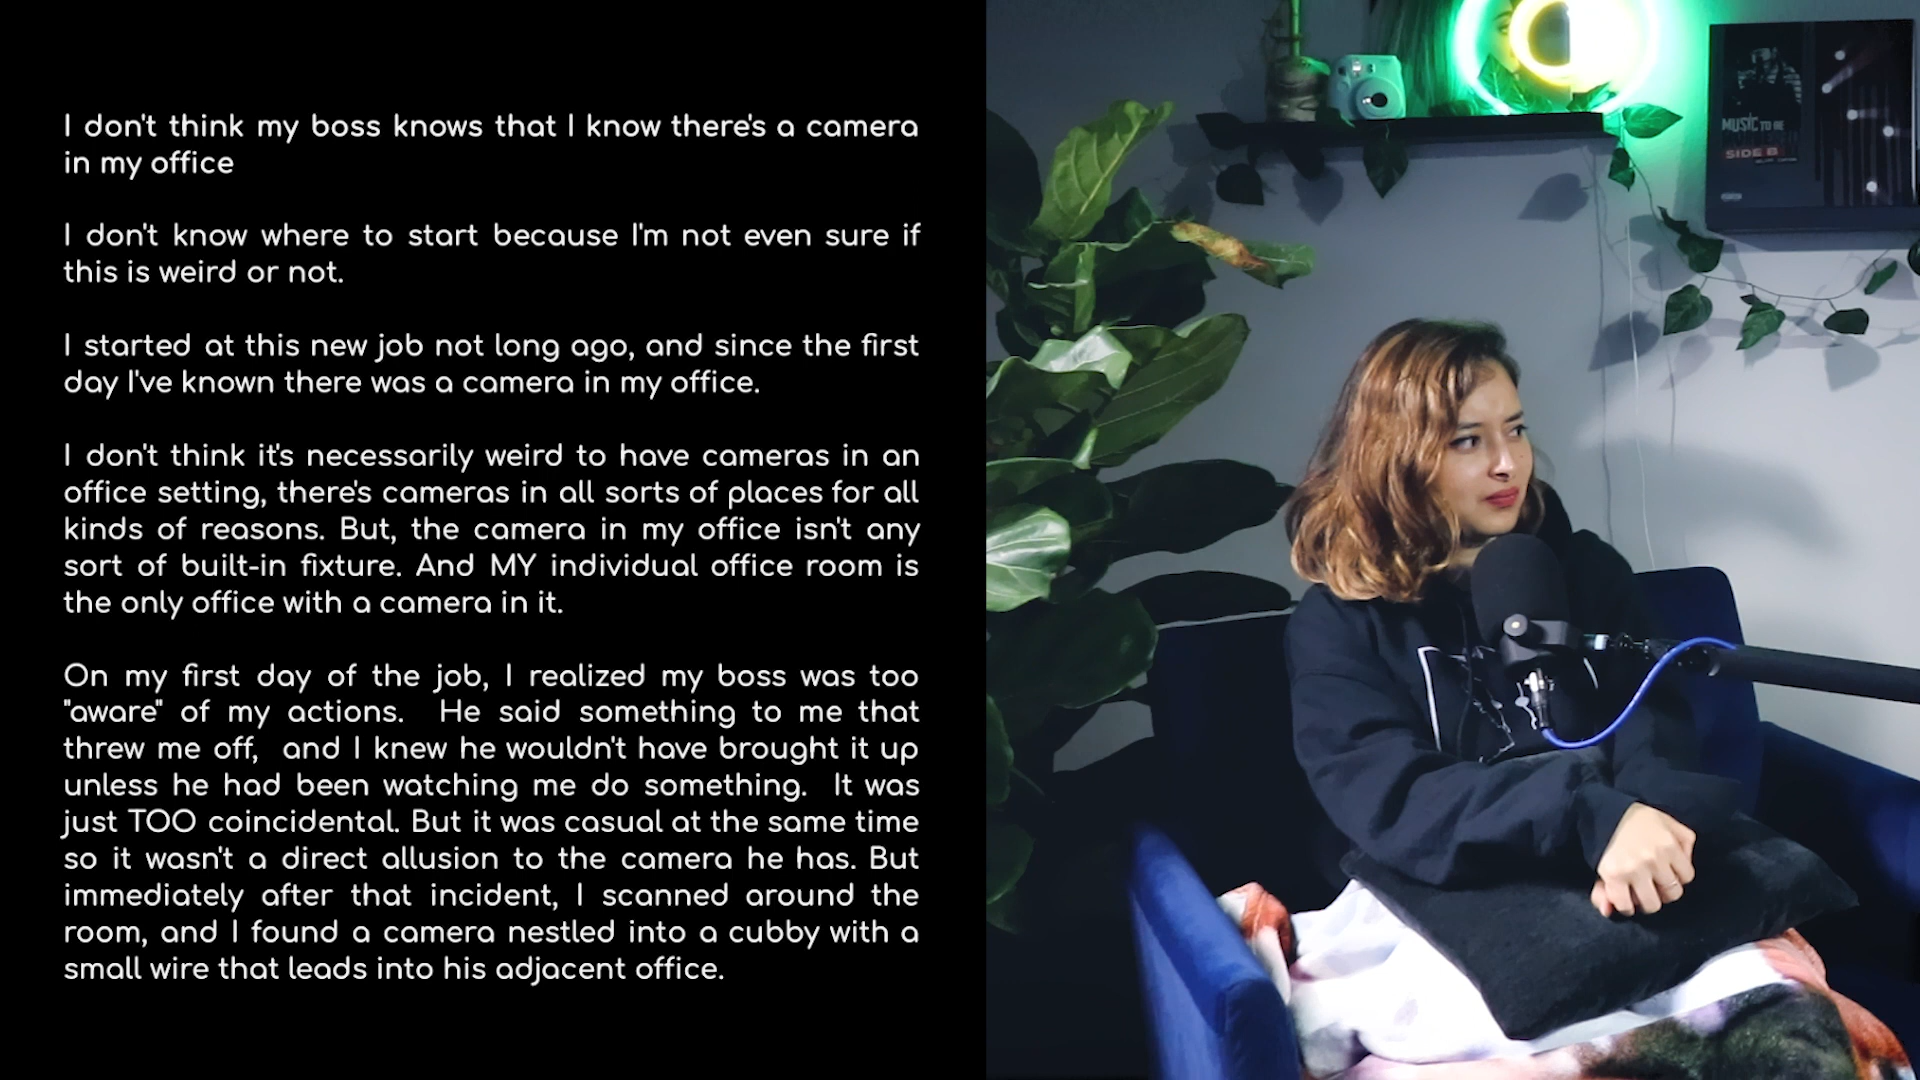 I don't think my boss knows that I know there's a camera
in my office
I don't know where to start because I'm not even sure if
this is weird or not.
I started at this new job not long ago, and since the first
day I've known there was a camera in my office.
I don't think it's necessarily weird to have cameras in an
office setting, there's cameras in all sorts of places for all
kinds of reasons. But, the camera in my office isn't any
sort of built-in fixture. And MY individual office room is
the only office with a camera in it.
On my first day of the job, I realized my boss was too
"aware" of my actions.  He said something to me that
threw me off,  and I knew he wouldn't have brought it up
unless he had been watching me do something.  It was
just TOO coincidental. But it was casual at the same time
so it wasn't a direct allusion to the camera he has. But
immediately after that incident, I scanned around the
room, and I found a camera nestled into a cubby with a
small wire that leads into his adjacent office.
MUSIC TO BE
SIDE B